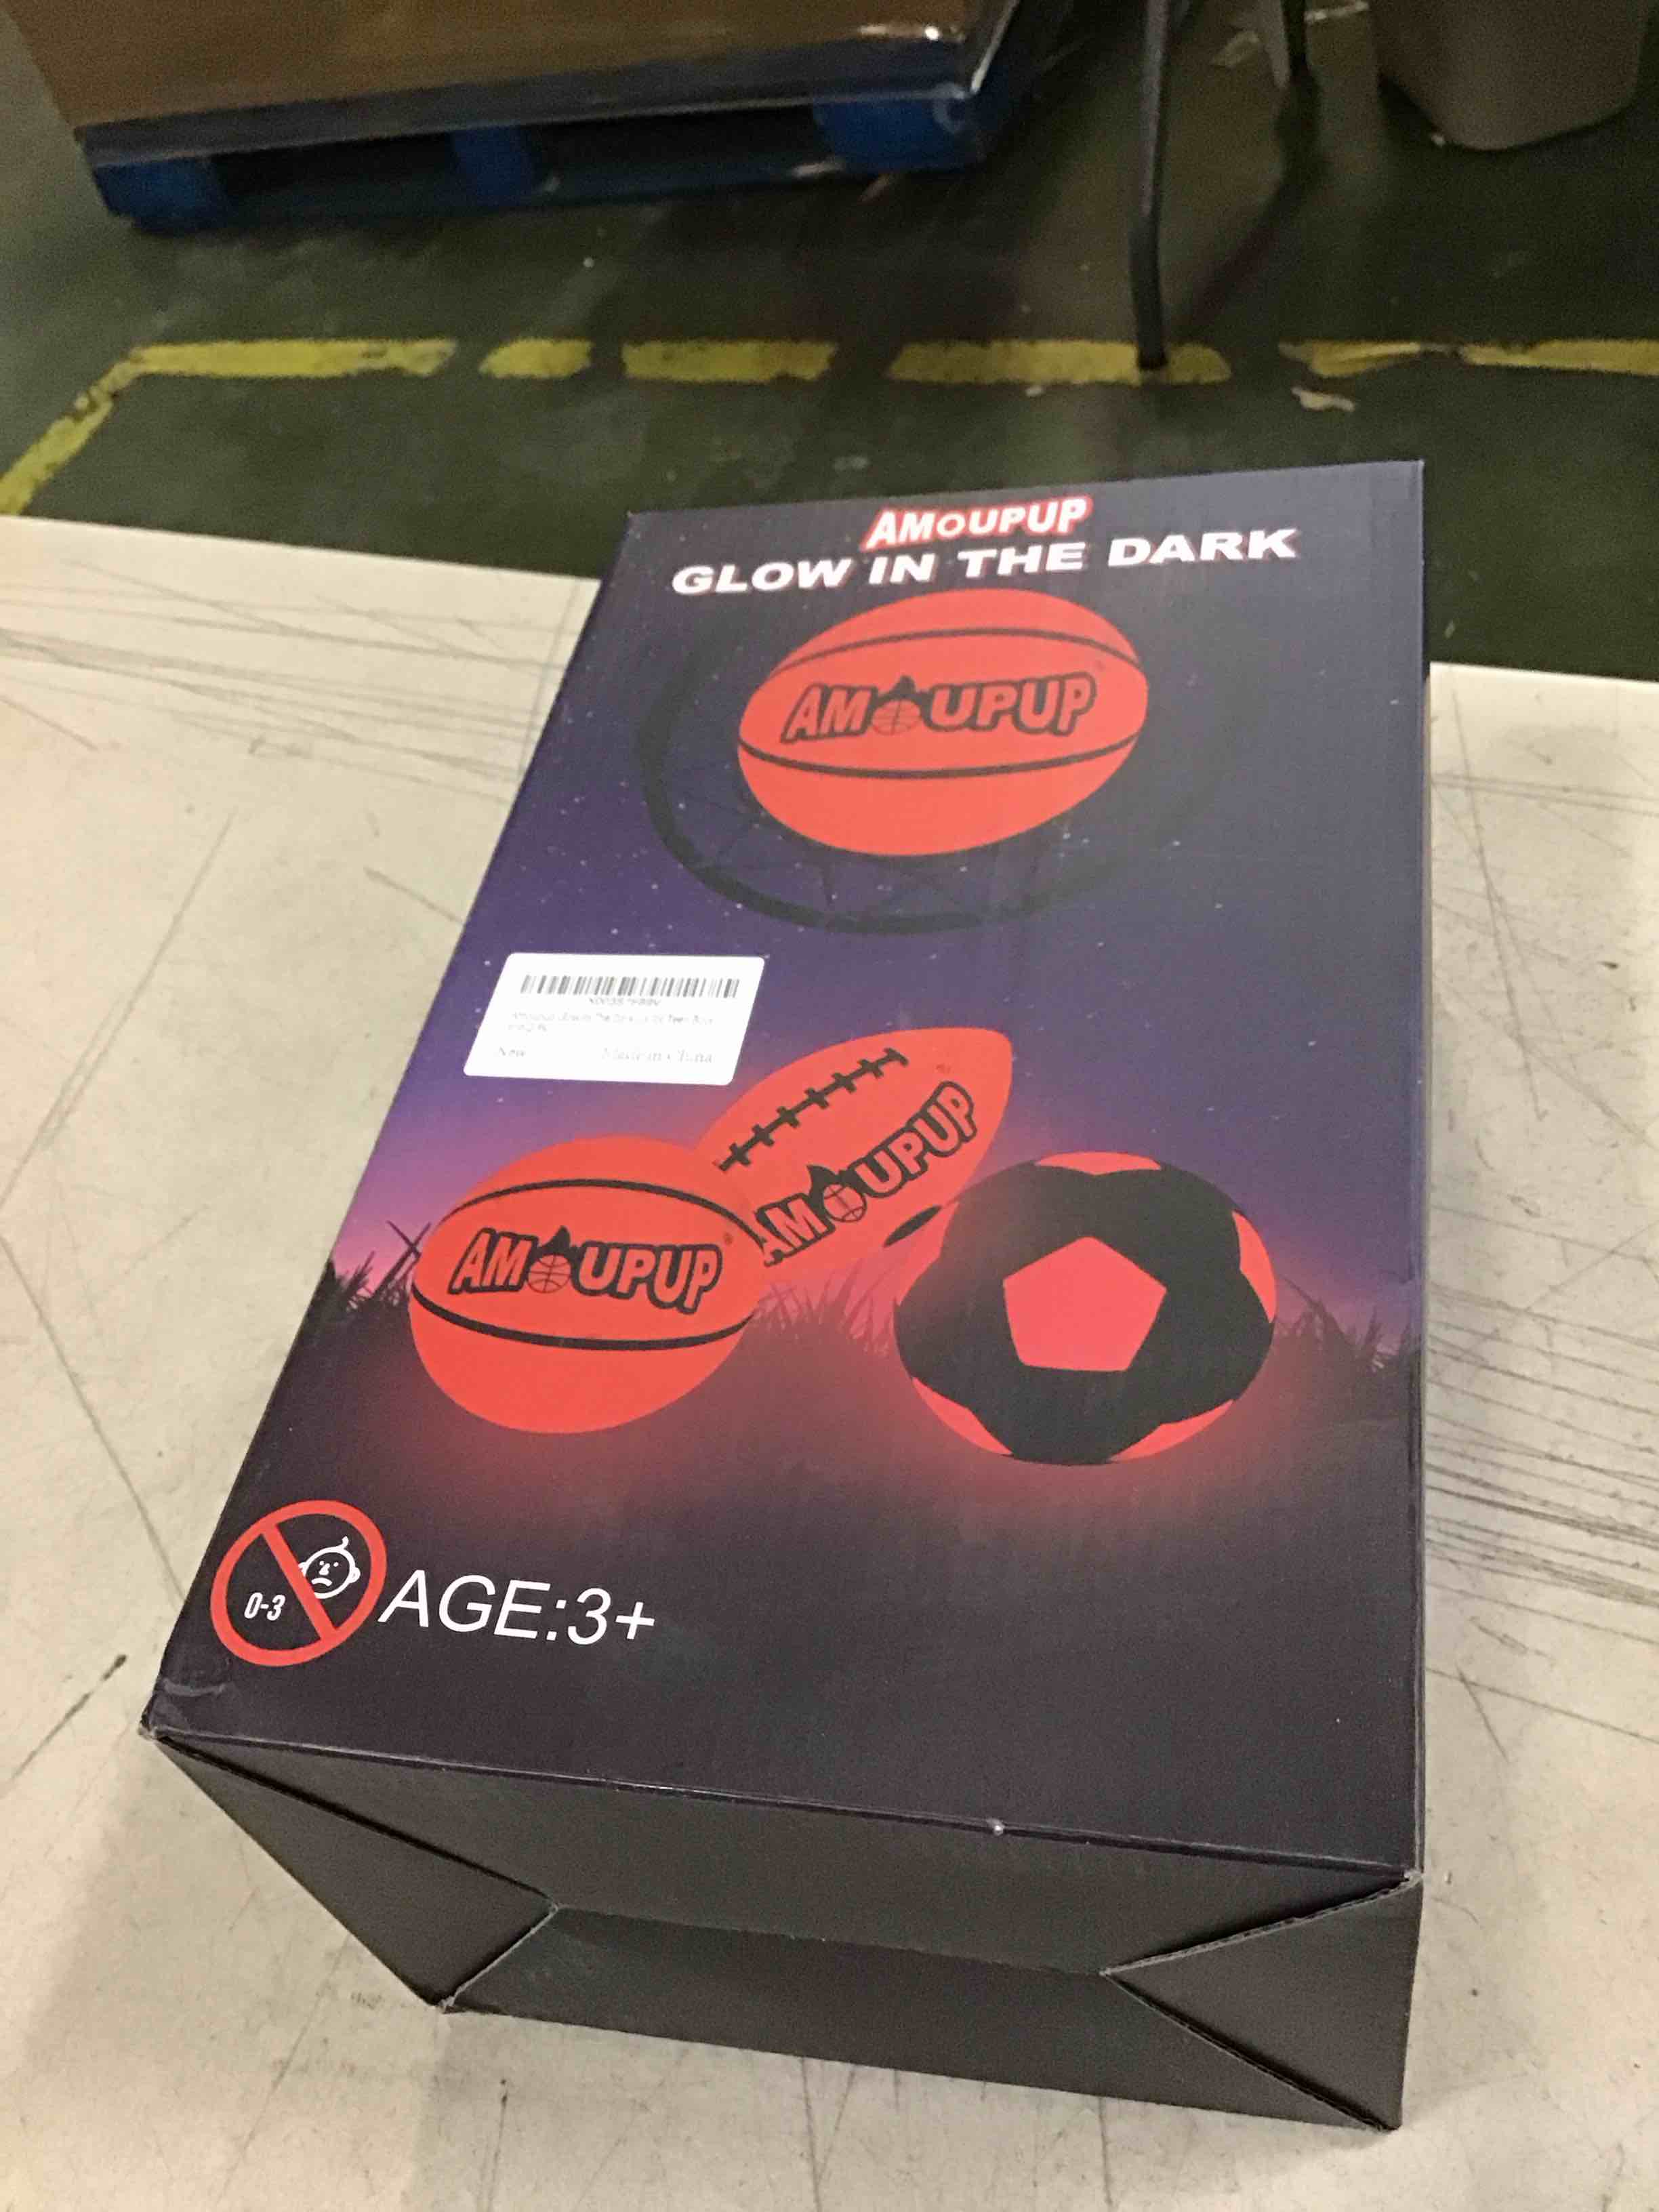 AMOUPUP
GLOW IN THE DARK
AMOUPUP
New
Made in China
AMOUPUP
AMOUPUP
0-3
AGE:3+